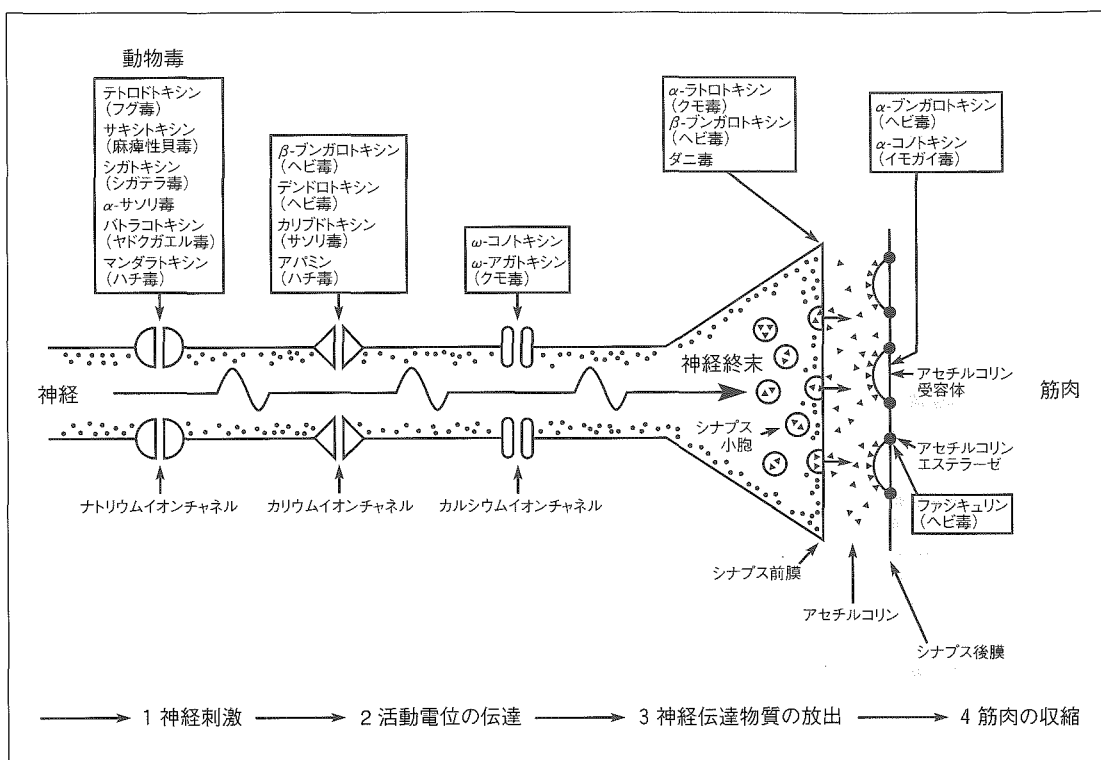 動物毒
テトロドトキシン
(フグ毒)
サキシトキシン
(麻痺性貝毒)
シガトキシン
(シガテラ毒)
α-サソリ毒
バトラコトキシン
(ヤドクガエル毒)
マンダラトキシン
(ハチ毒)
β-ブンガロトキシン
(ヘビ毒)
デンドロトキシン
(ヘビ毒)
カリブドトキシン
(サソリ毒)
アパミン
(ハチ毒)
ω-コノトキシン
ω-アガトキシン
(クモ毒)
α-ラトロトキシン
(クモ毒)
β-ブンガロトキシン
(ヘビ毒)
ダニ毒
α-ブンガロトキシン
(ヘビ毒)
α-コノトキシン
(イモガイ毒)
神経
神経終末
シナプス
小胞
アセチルコリン
受容体
筋肉
アセチルコリン
エステラーゼ
ファシキュリン
(ヘビ毒)
ナトリウムイオンチャネル
カリウムイオンチャネル
カルシウムイオンチャネル
シナプス前膜
アセチルコリン
シナプス後膜
1 神経刺激
2 活動電位の伝達
3 神経伝達物質の放出
4 筋肉の収縮